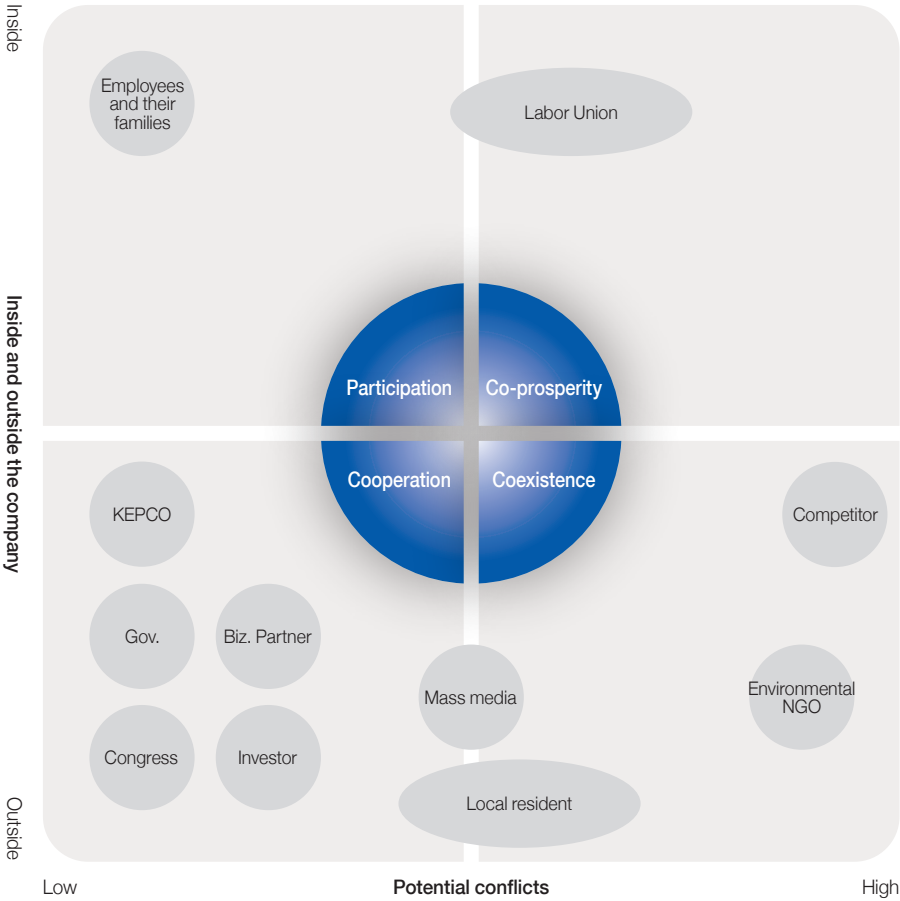 Inside
Employees
and their
families
Labor Union
Inside and outside the company
Participation
Co-prosperity
Cooperation
Coexistence
KEPCO
Competitor
Gov.
Biz. Partner
Mass media
Environmental
NGO
Congress
Investor
Local resident
Outside
Low
Potential conflicts
High